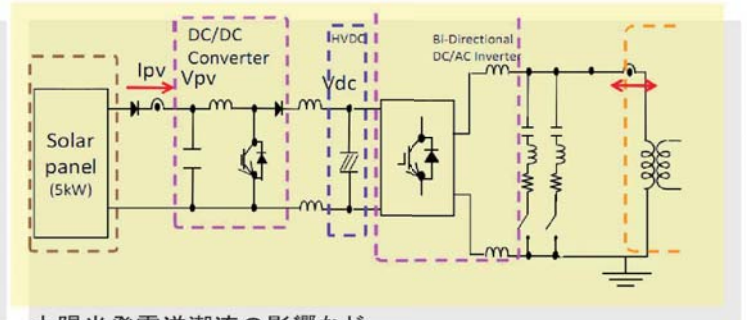 DC/DC
Converter
HVDC
Bi-Directional
DC/AC Inverter
Ipv
Vpv
Vdc
Solar
panel
(5kW)
太陽光発電逆潮流の影響など